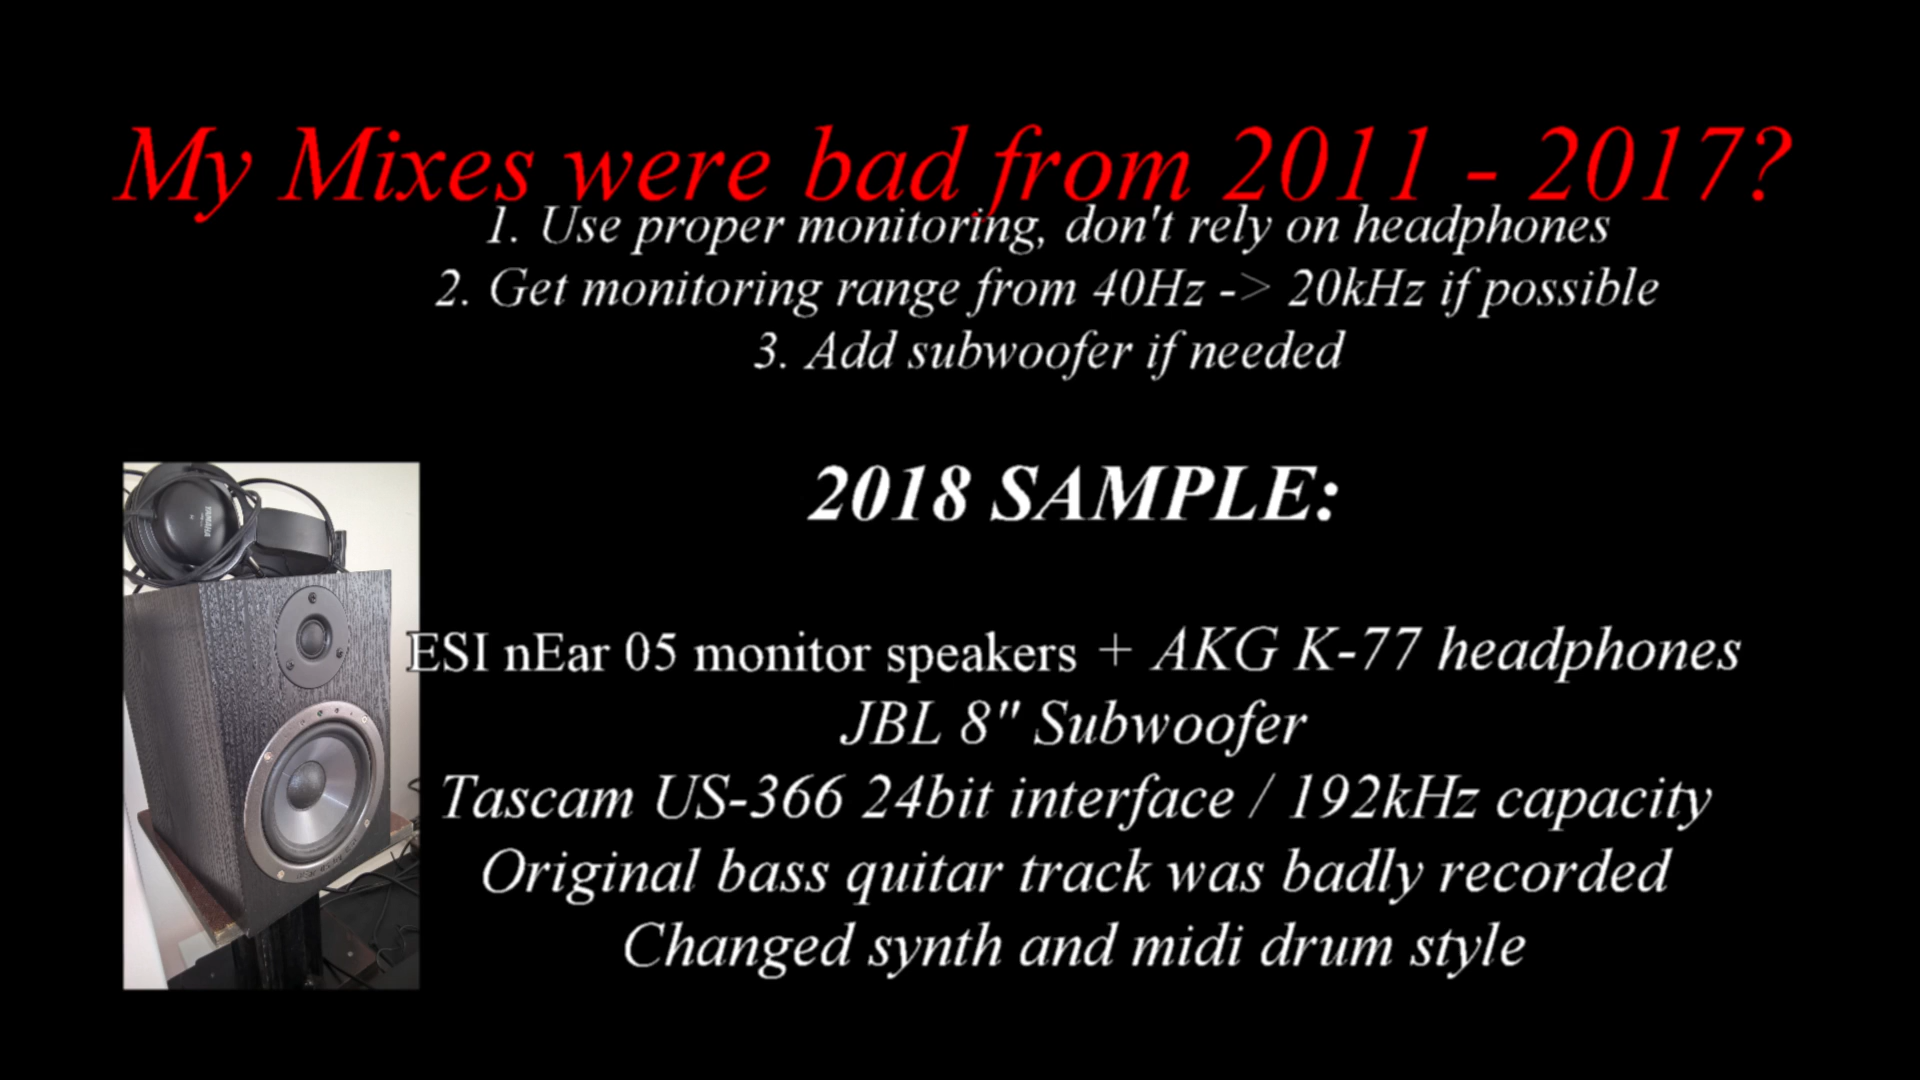 My Mixes were bad from 2011 - 2017?
1. Use proper monitoring, don't rely on headphones
2. Get monitoring range from 40Hz -> 20kHz if possible
3. Add subwoofer if needed
2018 SAMPLE:
ESI nEar 05 monitor speakers + AKG K-77 headphones
JBL 8" Subwoofer
Tascam US-366 24bit interface / 192kHz capacity
Original bass quitar track was badly recorded
Changed synth and midi drum style
YAMAHA